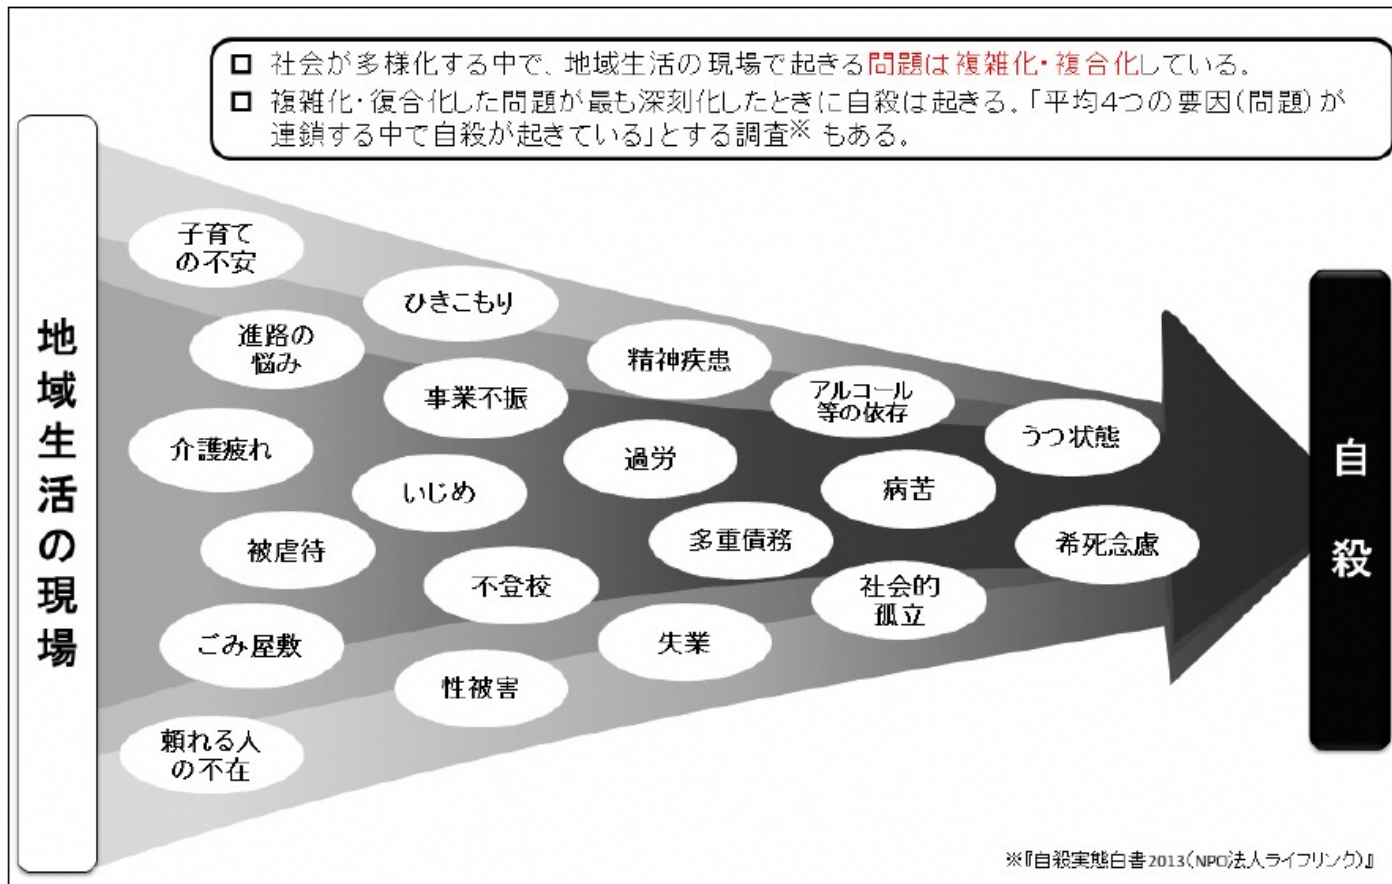 □ 社会が多様化する中で、地域生活の現場で起きる問題は複雑化・複合化している。
□ 複雑化・復合化した問題が最も深刻化したときに自殺は起きる。「平均4つの要因(問題)が
連鎖する中で自殺が起きている」とする調査※ もある。
地域生活の現場
子育て
の不安
進路の
悩み
介護疲れ
被虐待
ごみ屋敷
頼れる人
の不在
ひきこもり
事業不振
いじめ
不登校
性被害
精神疾患
過労
多重債務
失業
アルコール
等の依存
病苦
社会的
孤立
うつ状態
希死念慮
自殺
※『自殺実態白書2013(NPO法人ライフリンク)』